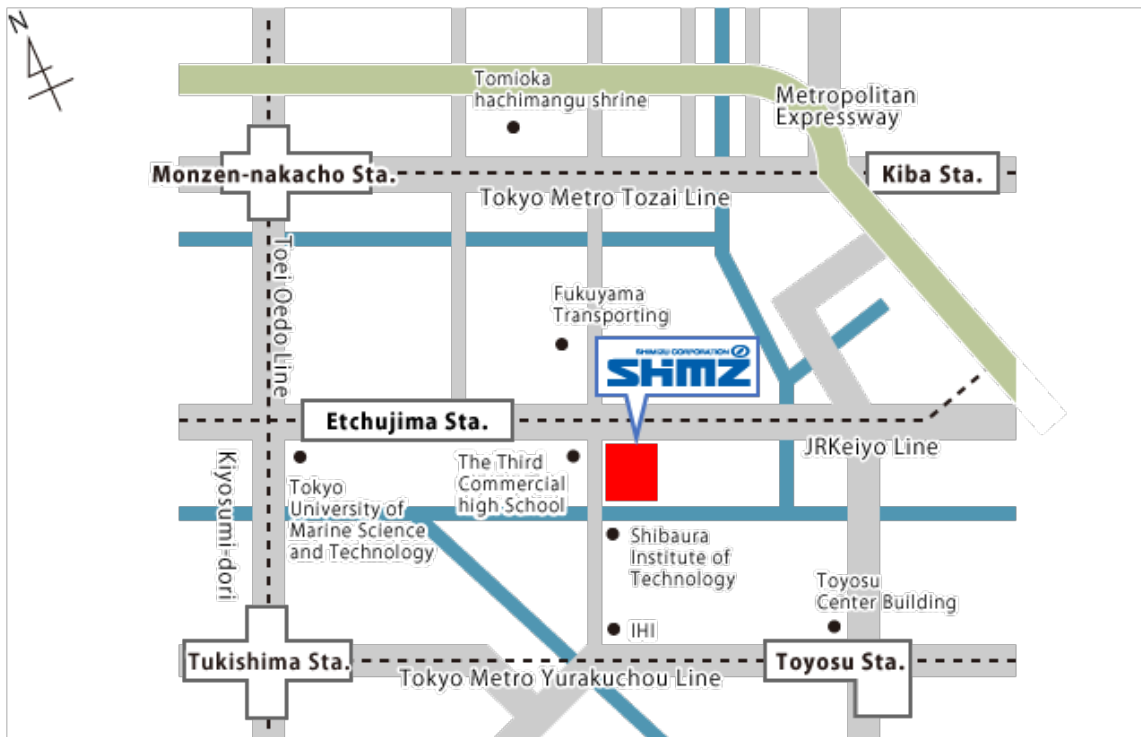 N
Tomioka
hachimangu shrine
Metropolitan
Expressway
Monzen-nakacho Sta.
Kiba Sta.
Tokyo Metro Tozai Line
Toei Oedo Line
Fukuyama
Transporting
SHIMIZU CORPORATION
SHIMZ
Etchujima Sta.
JRKeiyo Line
Kiyosumi-dori
Tokyo
University of
Marine Science
and Technology
The Third
Commercial
high School
Shibaura
Institute of
Technology
Toyosu
Center Building
IHI
Tukishima Sta.
Toyosu Sta.
Tokyo Metro Yurakuchou Line